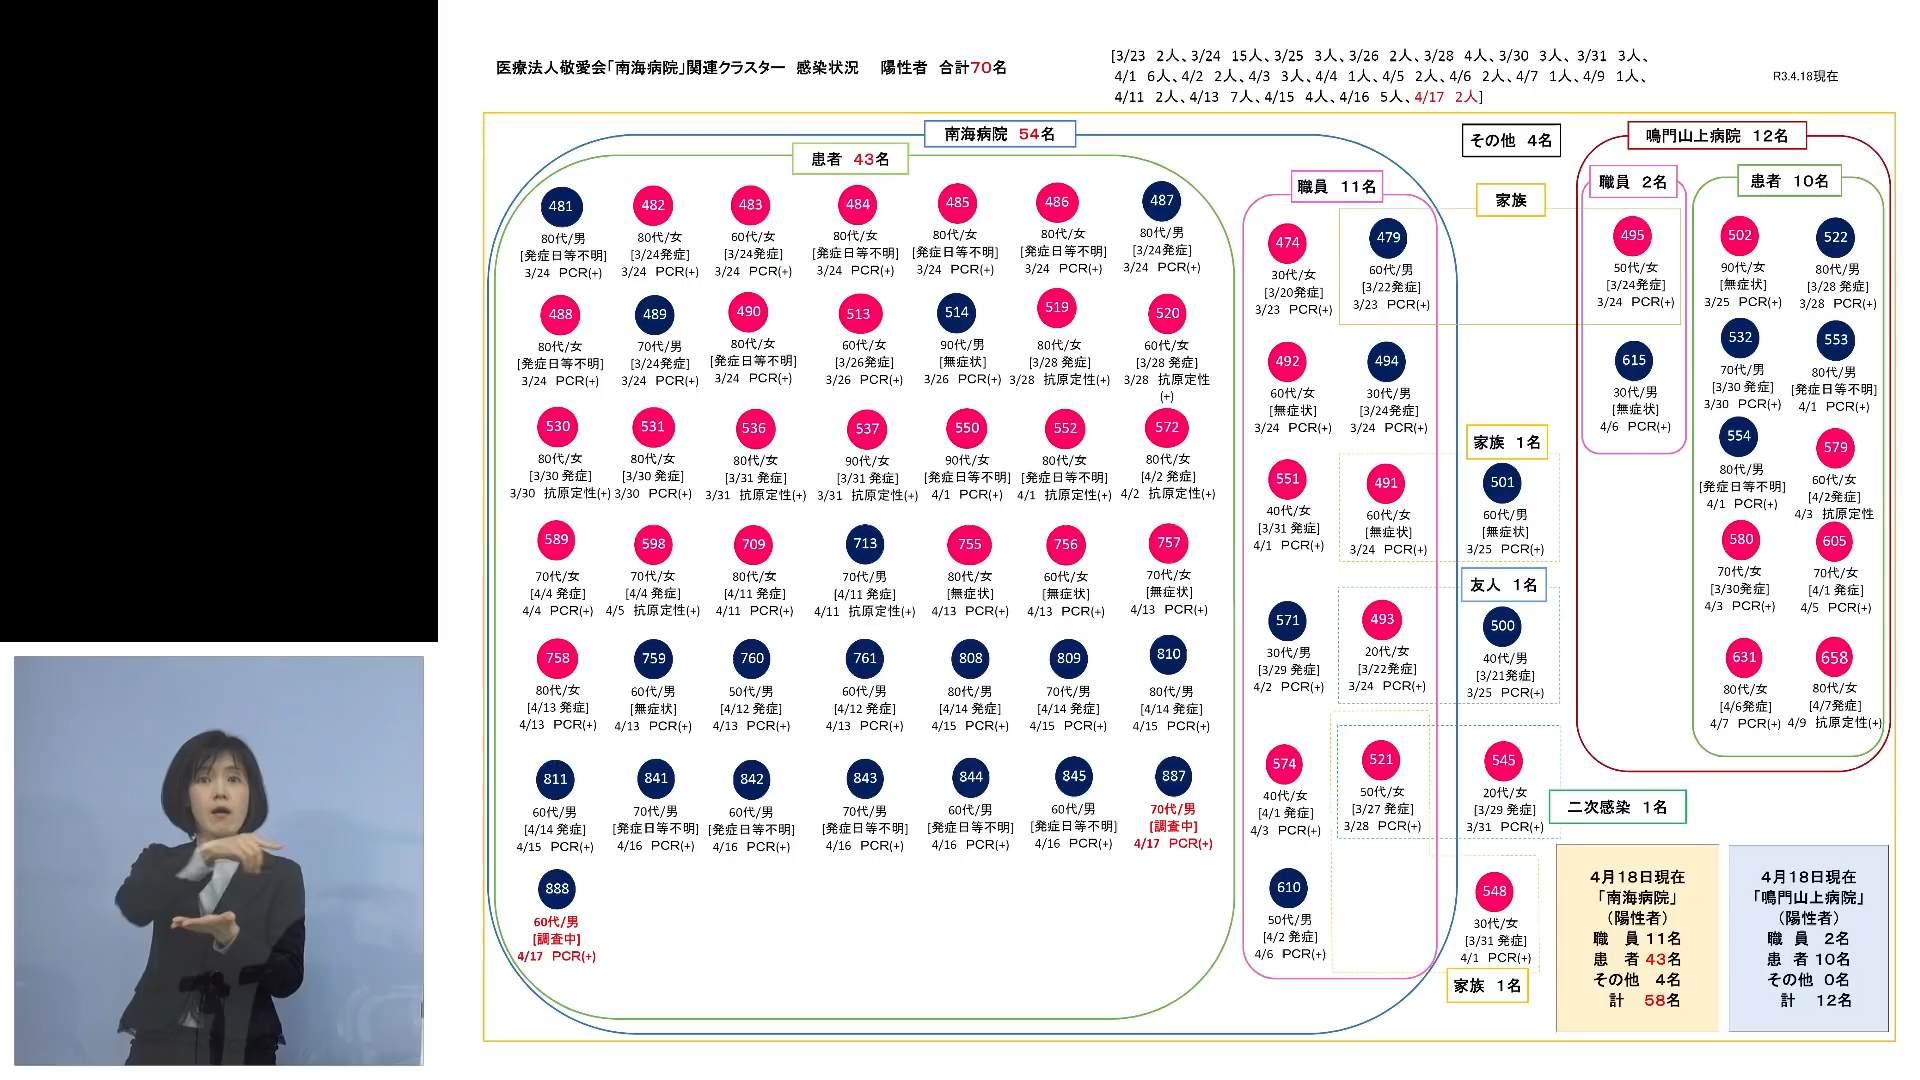 医療法人敬愛会「南海病院」関連クラスター 感染状況 陽性者 合計70名
[3/23 2人、3/24 15人、3/25 3人、3/26 2人、3/28 4人、3/30 3人、3/31 3人、
4/1 6人、4/2 2人、4/3 3人、4/4 1人、4/5 2人、4/6 2人、4/7 1人、4/9 1人、
4/11 2人、4/13 7人、4/15 4人、4/16 5人、4/17 2人]
R3.4.18現在
南海病院 54名
患者 43名
481 482 483 484 485 486 487
80代/男 80代/女 60代/女 80代/女 80代/女 80代/女 80代/男
[発症日等不明] [3/24発症] [3/24発症] [発症日等不明] [発症日等不明] [発症日等不明] [3/24発症]
3/24 PCR(+) 3/24 PCR(+) 3/24 PCR(+) 3/24 PCR(+) 3/24 PCR(+) 3/24 PCR(+) 3/24 PCR(+)
488 489 490 513 514 519 520
80代/女 70代/男 80代/女 60代/女 90代/男 80代/女 60代/女
[発症日等不明] [3/24発症] [発症日等不明] [3/26発症] [無症状] [3/28 発症] [3/28 発症]
3/24 PCR(+) 3/24 PCR(+) 3/24 PCR(+) 3/26 PCR(+) 3/26 PCR(+) 3/28 抗原定性(+) 3/28 抗原定性
(+)
530 531 536 537 550 552 572
80代/女 80代/女 80代/女 90代/女 90代/女 80代/女 80代/女
[3/30 発症] [3/30 発症] [3/31 発症] [3/31 発症] [発症日等不明] [発症日等不明] [4/2 発症]
3/30 抗原定性(+) 3/30 PCR(+) 3/31 抗原定性(+) 3/31 抗原定性(+) 4/1 PCR(+) 4/1 抗原定性(+) 4/2 抗原定性(+)
589 598 709 713 755 756 757
70代/女 70代/女 80代/女 70代/男 80代/女 60代/女 70代/女
[4/4 発症] [4/4 発症] [4/11 発症] [4/11 発症] [無症状] [無症状] [無症状]
4/4 PCR(+) 4/5 抗原定性(+) 4/11 PCR(+) 4/11 抗原定性(+) 4/13 PCR(+) 4/13 PCR(+) 4/13 PCR(+)
758 759 760 761 808 809 810
80代/女 60代/男 50代/男 60代/男 80代/男 70代/男 80代/男
[4/13 発症] [無症状] [4/12 発症] [4/12 発症] [4/14 発症] [4/14 発症] [4/14 発症]
4/13 PCR(+) 4/13 PCR(+) 4/13 PCR(+) 4/13 PCR(+) 4/15 PCR(+) 4/15 PCR(+) 4/15 PCR(+)
811 841 842 843 844 845 887
60代/男 70代/男 60代/男 70代/男 60代/男 60代/男 70代/男
[4/14 発症] [発症日等不明] [発症日等不明] [発症日等不明] [発症日等不明] [発症日等不明] [調査中]
4/15 PCR(+) 4/16 PCR(+) 4/16 PCR(+) 4/16 PCR(+) 4/16 PCR(+) 4/16 PCR(+) 4/17 PCR(+)
888
60代/男
[調査中]
4/17 PCR(+)
職員 11名
474 479
30代/女 60代/男
[3/20発症] [3/22発症]
3/23 PCR(+) 3/23 PCR(+)
492 494
60代/女 30代/男
[無症状] [3/24発症]
3/24 PCR(+) 3/24 PCR(+)
551 491
40代/女 60代/女
[3/31 発症] [無症状]
4/1 PCR(+) 3/24 PCR(+)
571 493
30代/男 20代/女
[3/29 発症] [3/22発症]
4/2 PCR(+) 3/24 PCR(+)
574 521
40代/女 50代/女
[4/1 発症] [3/27 発症]
4/3 PCR(+) 3/28 PCR(+)
610
50代/男
[4/2 発症]
4/6 PCR(+)
その他 4名
家族
家族 1名
501
60代/男
[無症状]
3/25 PCR(+)
友人 1名
500
40代/男
[3/21発症]
3/25 PCR(+)
545
20代/女
[3/29 発症]
3/31 PCR(+)
二次感染 1名
548
30代/女
[3/31 発症]
4/1 PCR(+)
家族 1名
鳴門山上病院 12名
職員 2名
495
50代/女
[3/24発症]
3/24 PCR(+)
615
30代/男
[無症状]
4/6 PCR(+)
患者 10名
502 522
90代/女 80代/男
[無症状] [3/28 発症]
3/25 PCR(+) 3/28 PCR(+)
532 553
70代/男 80代/男
[3/30 発症] [発症日等不明]
3/30 PCR(+) 4/1 PCR(+)
554 579
80代/男 60代/女
[発症日等不明] [4/2発症]
4/1 PCR(+) 4/3 抗原定性
580 605
70代/女 70代/女
[3/30発症] [4/1 発症]
4/3 PCR(+) 4/5 PCR(+)
631 658
80代/女 80代/女
[4/6発症] [4/7発症]
4/7 PCR(+) 4/9 抗原定性(+)
4月18日現在
「南海病院」
（陽性者）
職 員 11名
患 者 43名
その他 4名
計 58名
4月18日現在
「鳴門山上病院」
（陽性者）
職 員 2名
患 者 10名
その他 0名
計 12名